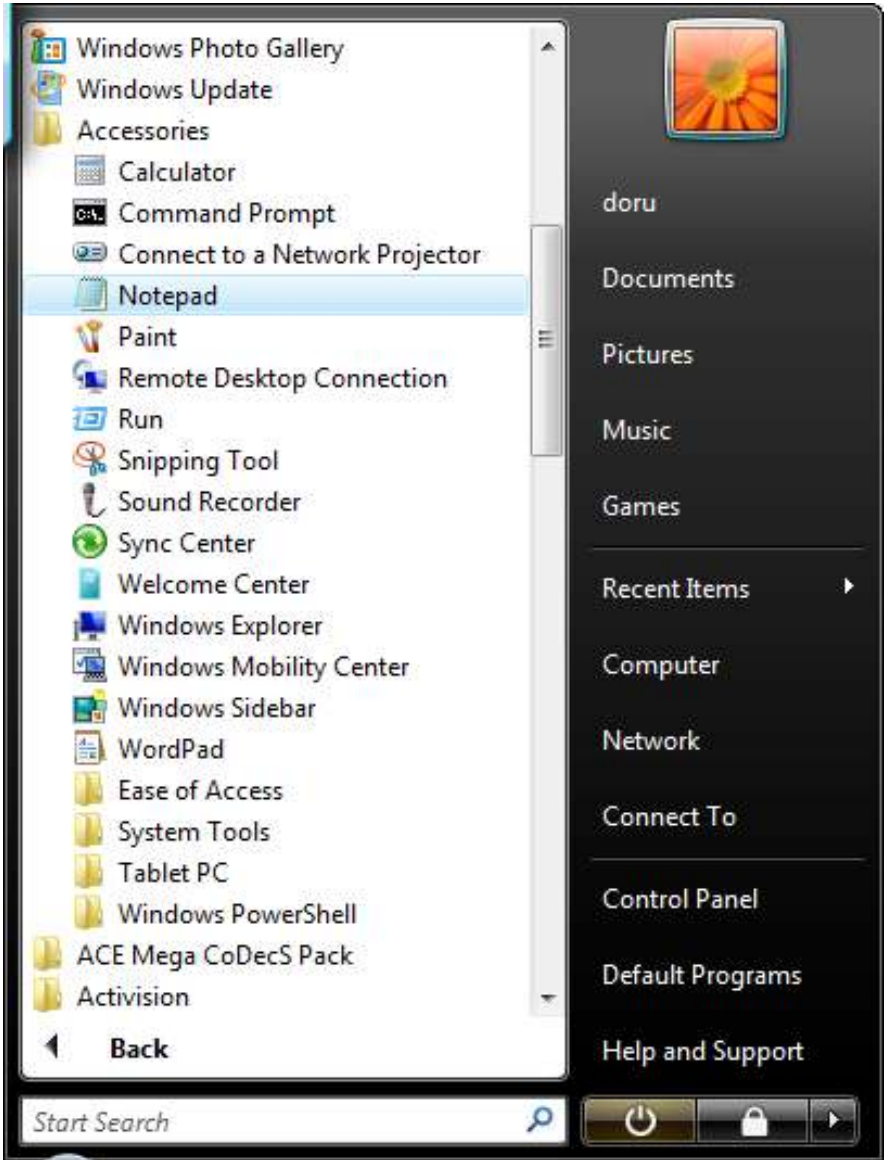 Windows Photo Gallery
Windows Update
Accessories
Calculator
Command Prompt
Connect to a Network Projector
Notepad
Paint
Remote Desktop Connection
Run
Snipping Tool
Sound Recorder
Sync Center
Welcome Center
Windows Explorer
Windows Mobility Center
Windows Sidebar
WordPad
Ease of Access
System Tools
Tablet PC
Windows PowerShell
ACE Mega CoDecS Pack
Activision
Back
Start Search
doru
Documents
Pictures
Music
Games
Recent Items
Computer
Network
Connect To
Control Panel
Default Programs
Help and Support